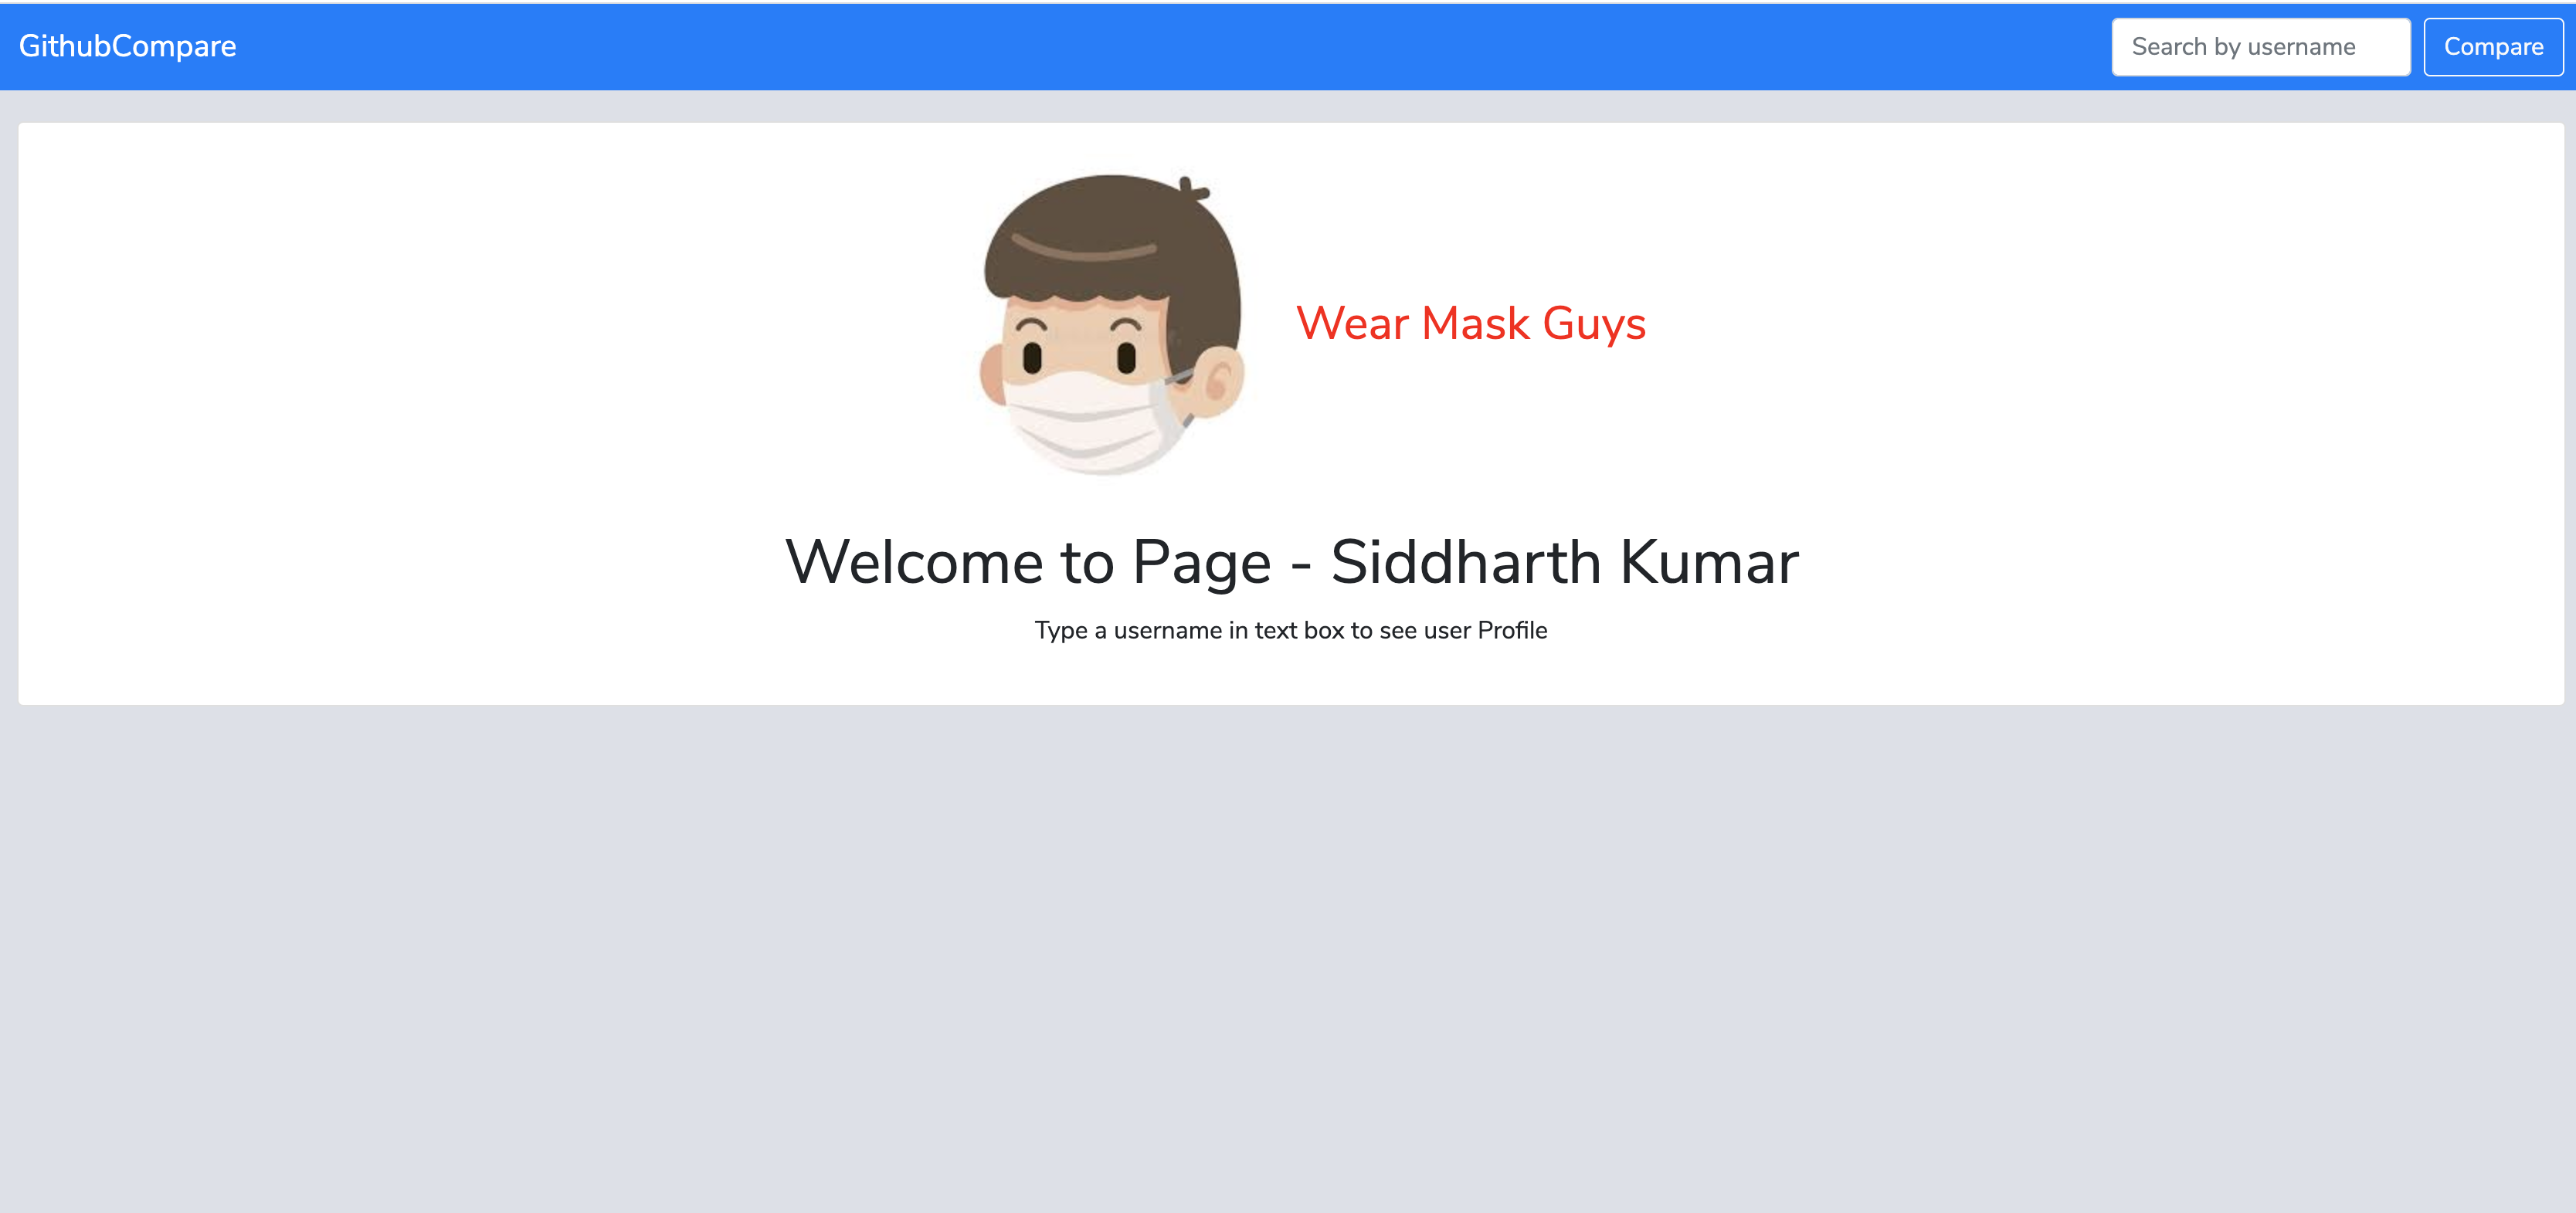 GithubCompare
Search by username
Compare
Wear Mask Guys
Welcome to Page - Siddharth Kumar
Type a username in text box to see user Profile